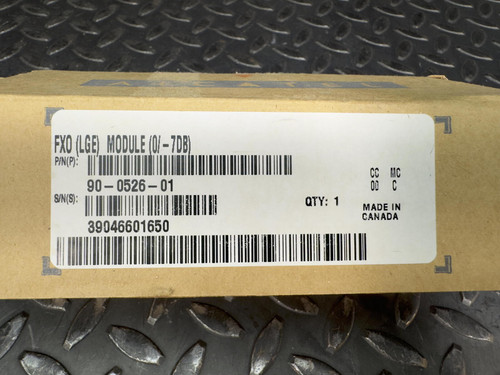 FXO (LGE) MODULE (0/-7DB)
P/N(P):
90-0526-01
S/N(S):
39046601650
QTY: 1
CC MC
00 C
MADE IN
CANADA